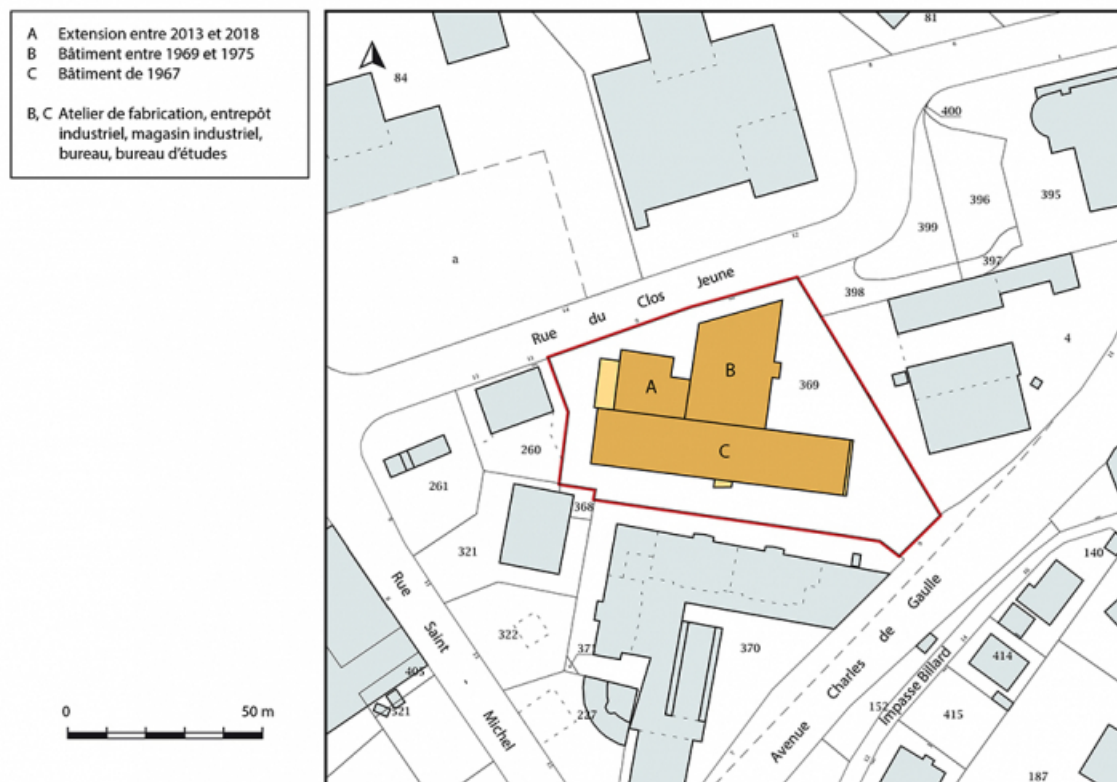 A Extension entre 2013 et 2018
B Bâtiment entre 1969 et 1975
C Bâtiment de 1967
B, C Atelier de fabrication, entrepôt
industriel, magasin industriel,
bureau, bureau d'études
0 50 m
81
84
400
396
395
399
397
a
Rue du Clos Jeune
398
4
A
B
369
C
260
261
368
321
140
Rue Saint Michel
322
371
370
Avenue Charles de Gaulle
Impasse Billard
414
405
321
227
152
415
187